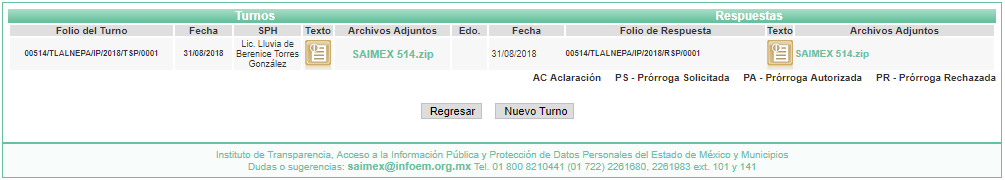 Turnos Respuestas
Folio del Turno Fecha SPH Texto Archivos Adjuntos Edo. Fecha Folio de Respuesta Texto Archivos Adjuntos
00514/TLALNEPA/IP/2018/TSP/0001 31/08/2018 Lic. Lluvia de Berenice Torres González SAIMEX 514.zip 31/08/2018 00514/TLALNEPA/IP/2018/RSP/0001 SAIMEX 514.zip
AC Aclaración PS - Prórroga Solicitada PA - Prórroga Autorizada PR - Prórroga Rechazada
Regresar Nuevo Turno
Instituto de Transparencia, Acceso a la Información Pública y Protección de Datos Personales del Estado de México y Municipios
Dudas o sugerencias: saimex@infoem.org.mx Tel. 01 800 8210441 (01 722) 2261680, 2261983 ext. 101 y 141